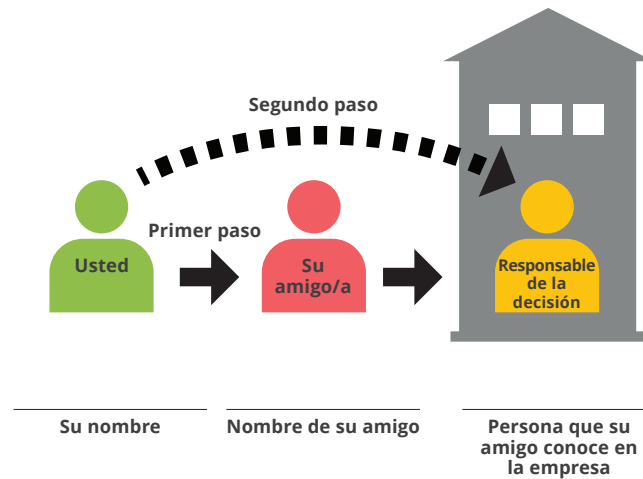 Segundo paso
Primer paso
Usted
Su
amigo/a
Responsable
de la
decisión
Su nombre
Nombre de su amigo
Persona que su
amigo conoce en
la empresa